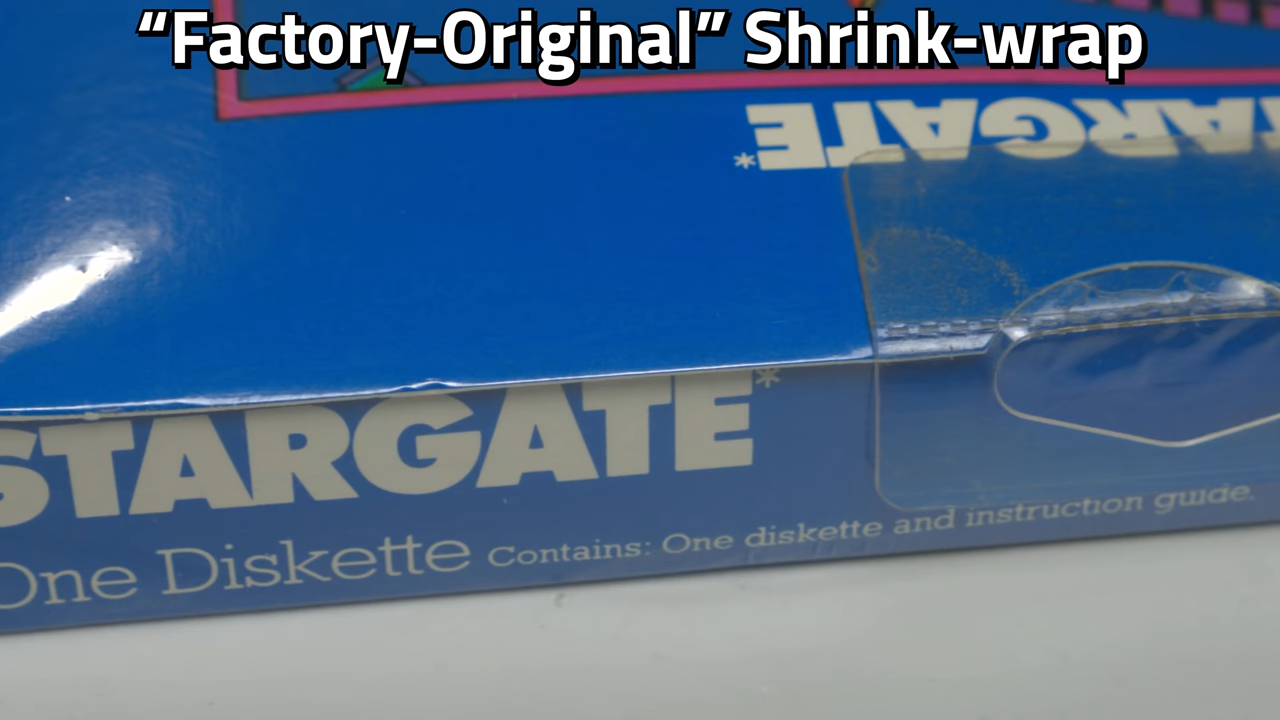 “Factory-Original” Shrink-wrap
STARGATE*
STARGATE*
One Diskette Contains: One diskette and instruction guide.